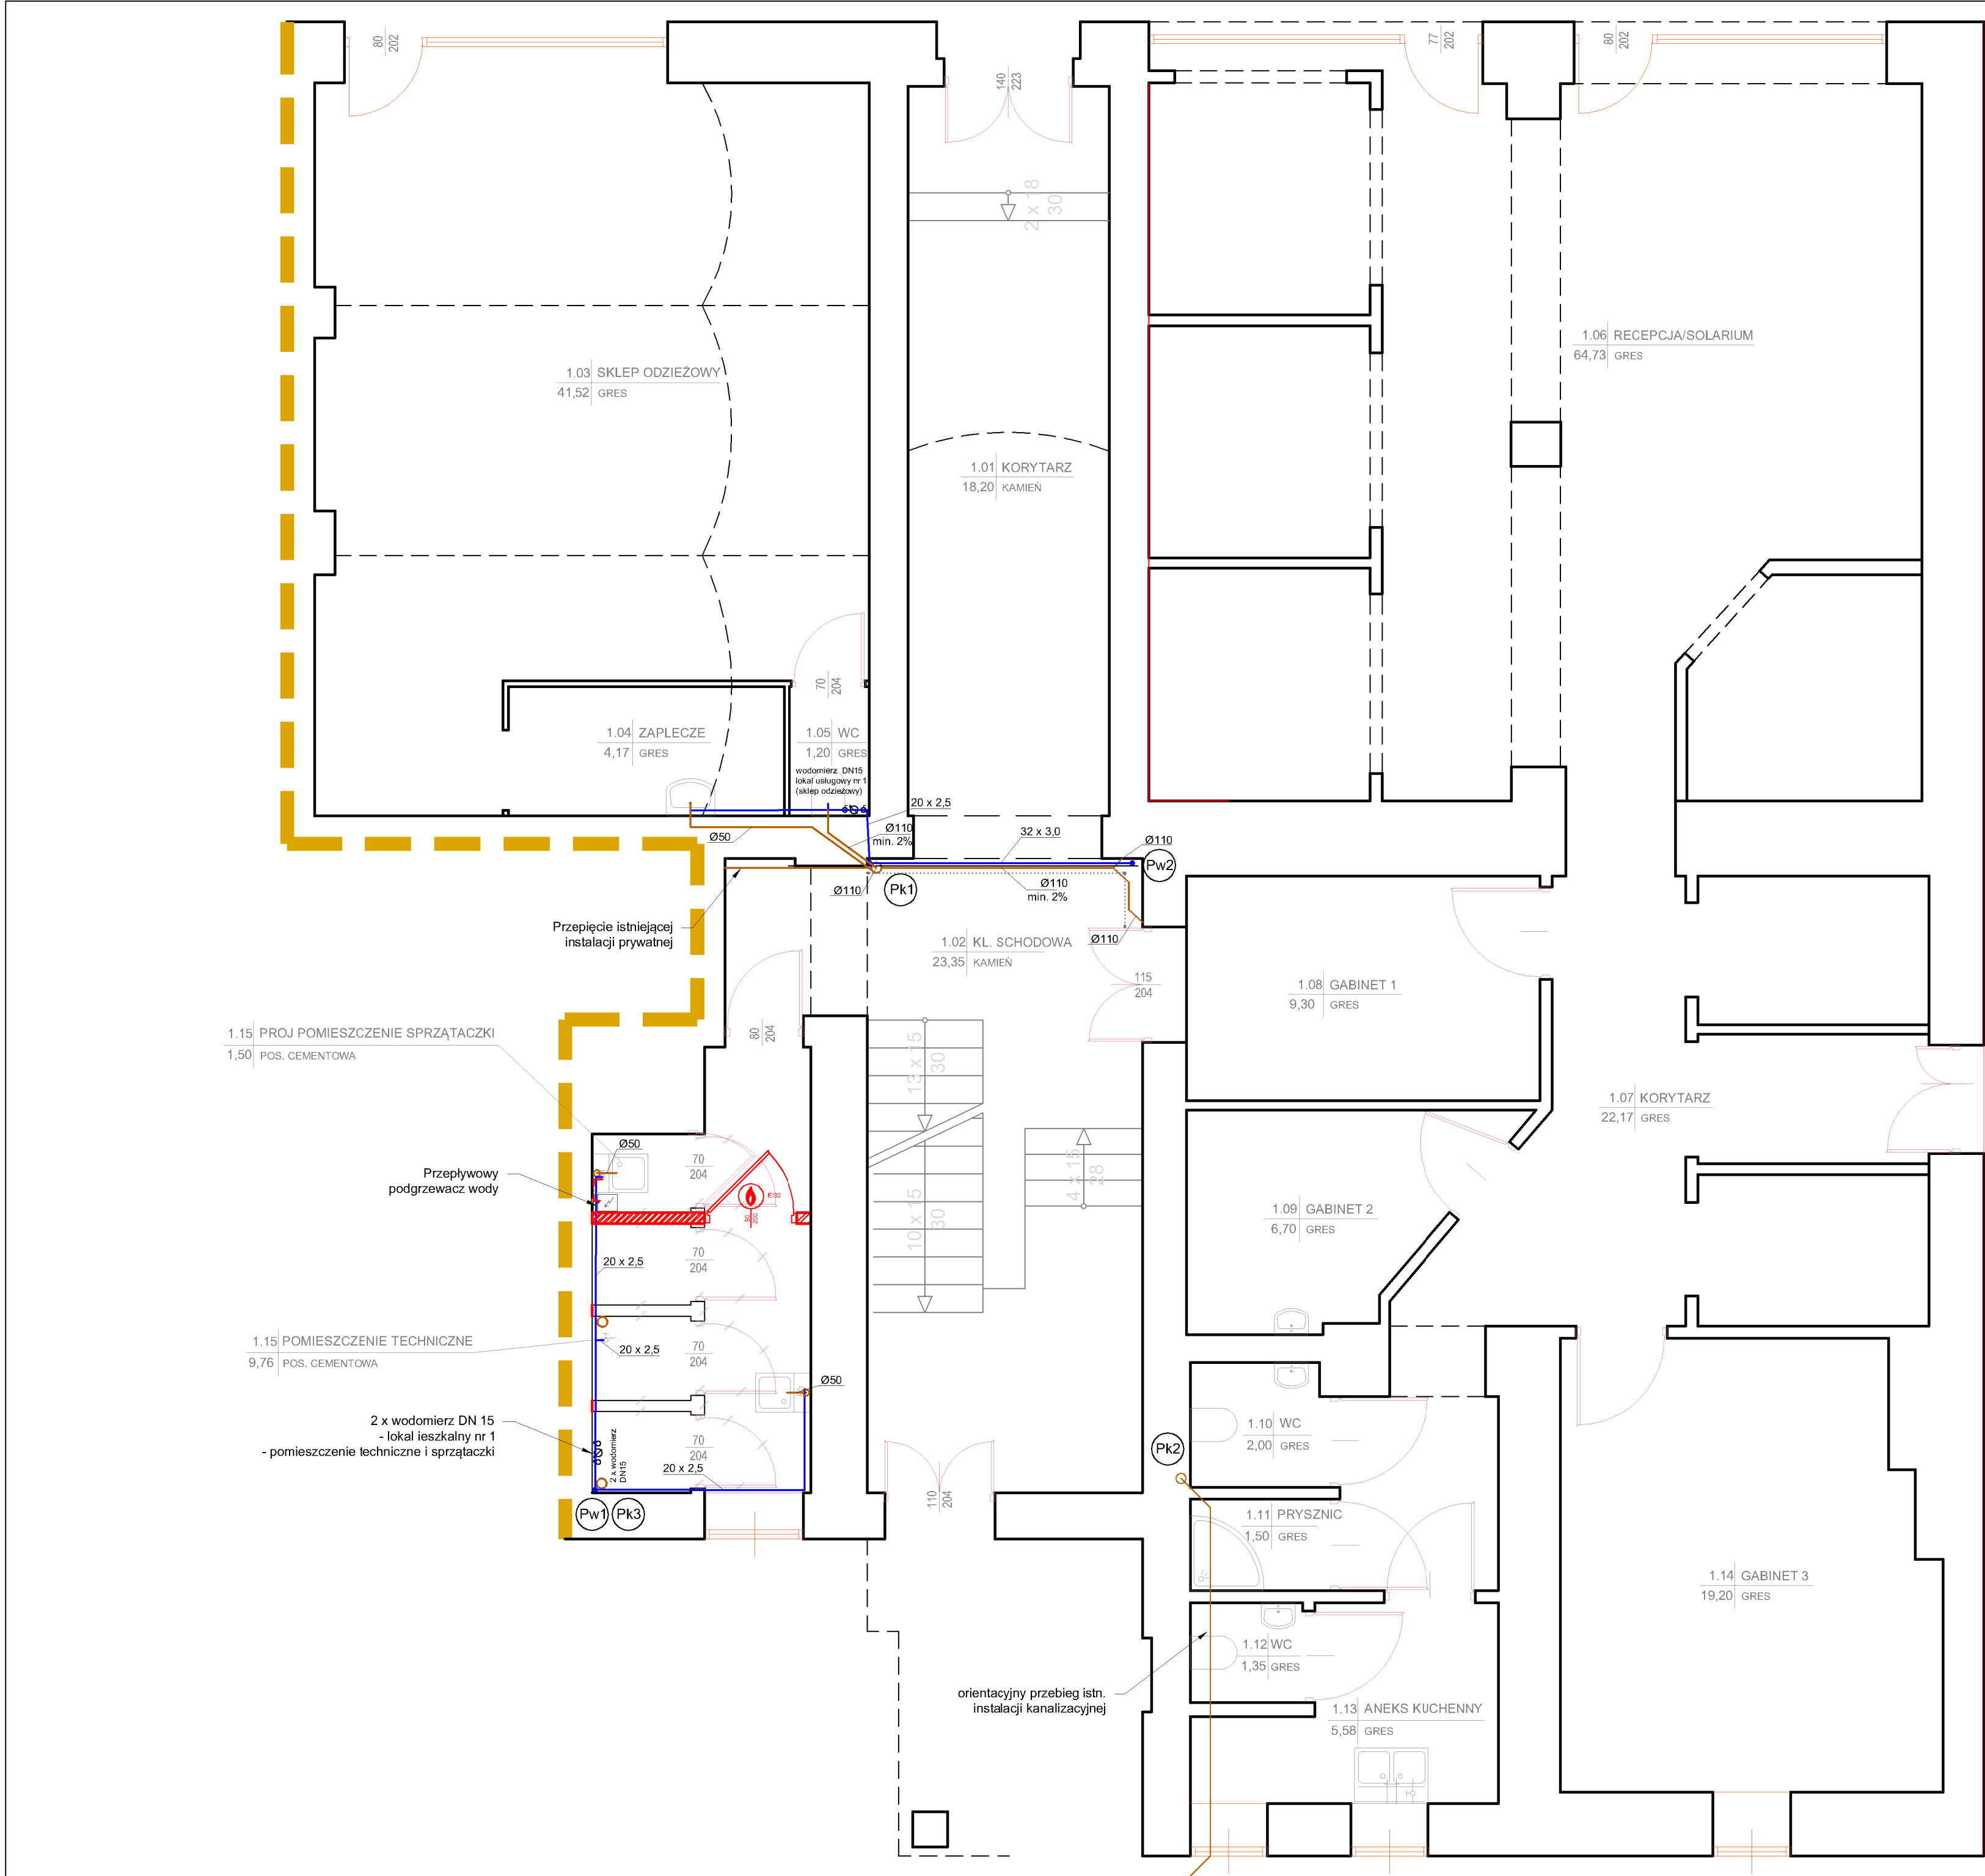 80
202
140
223
77
202
80
202
2 x 18
30
1.06 RECEPCJA/SOLARIUM
64,73 GRES
1.03 SKLEP ODZIEŻOWY
41,52 GRES
1.01 KORYTARZ
18,20 KAMIEŃ
70
204
1.04 ZAPLECZE
4,17 GRES
1.05 WC
1,20 GRES
wodomierz DN15
lokal usługowy nr 1
(sklep odzieżowy)
20 x 2,5
Ø50
Ø110
min. 2%
32 x 3,0
Ø110
Pw2
Ø110
Pk1
Ø110
min. 2%
Przepięcie istniejącej
instalacji prywatnej
1.02 KL. SCHODOWA
23,35 KAMIEŃ
Ø110
115
204
1.08 GABINET 1
9,30 GRES
80
204
1.15 PROJ POMIESZCZENIE SPRZĄTACZKI
1,50 POS. CEMENTOWA
13 x 15
30
1.07 KORYTARZ
22,17 GRES
Ø50
70
204
Przepływowy
podgrzewacz wody
EI30
90
200
4 x 15
28
10 x 15
30
1.09 GABINET 2
6,70 GRES
70
204
20 x 2,5
1.15 POMIESZCZENIE TECHNICZNE
9,76 POS. CEMENTOWA
20 x 2,5
70
204
Ø50
2 x wodomierz DN 15
- lokal ieszkalny nr 1
- pomieszczenie techniczne i sprzątaczki
2 x wodomierz
DN15
70
204
20 x 2,5
1.10 WC
2,00 GRES
Pk2
110
204
Pw1
Pk3
1.11 PRYSZNIC
1,50 GRES
1.14 GABINET 3
19,20 GRES
1.12 WC
1,35 GRES
orientacyjny przebieg istn.
instalacji kanalizacyjnej
1.13 ANEKS KUCHENNY
5,58 GRES